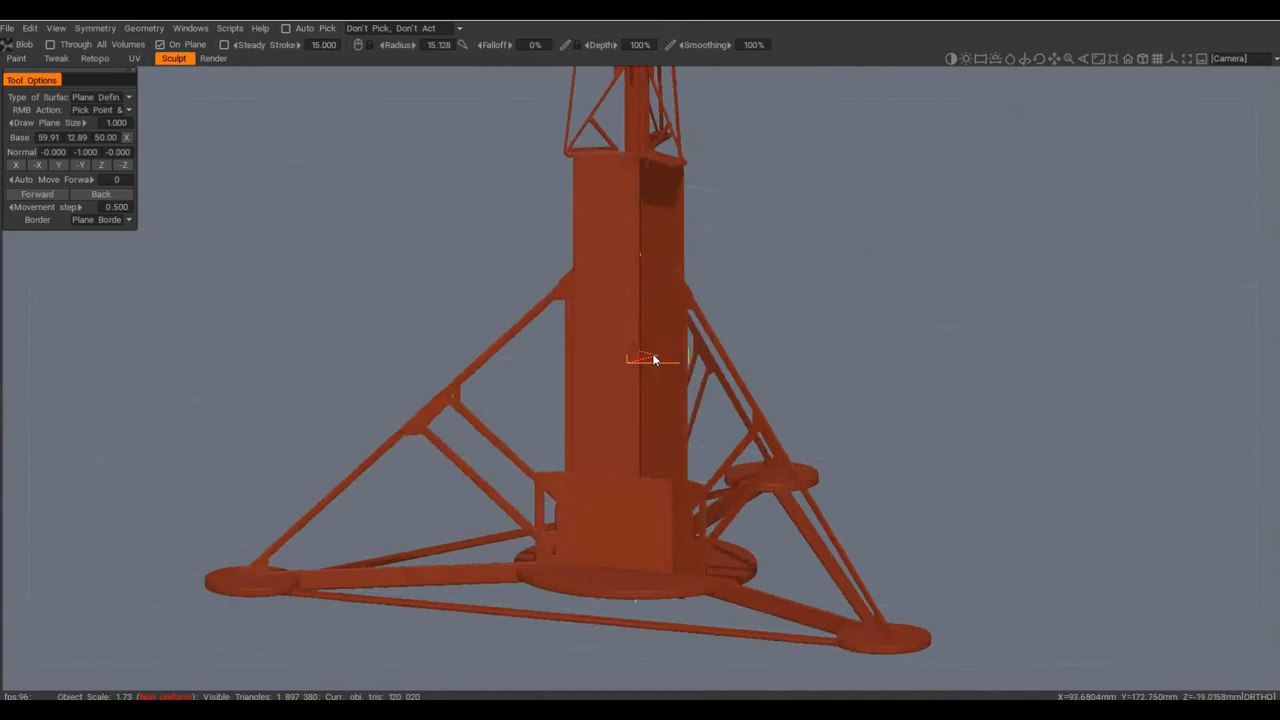 File Edit View Symmetry Geometry Windows Scripts Help Auto Pick Don't Pick, Don't Act
Blob Through All Volumes On Plane Steady Stroke 15.000 Radius 15.128 Falloff 0% Depth 100% Smoothing 100%
Paint Tweak Retopo UV Sculpt Render [Camera]
Tool Options
Type of Surfac Plane Defin
RMB Action: Pick Point &
Draw Plane Size 1.000
Base 59.91 12.89 50.00 X
Normal -0.000 -1.000 -0.000
X -X Y -Y Z -Z
Auto Move Forwa 0
Forward Back
Movement step 0.500
Border Plane Borde
fps:96; Object Scale: 1.73 (Non Uniform); Visible Triangles: 1 897 380; Curr. obj. tris: 120 020 X=93.6804mm Y=172.750mm Z=-19.0158mm[ORTHO]